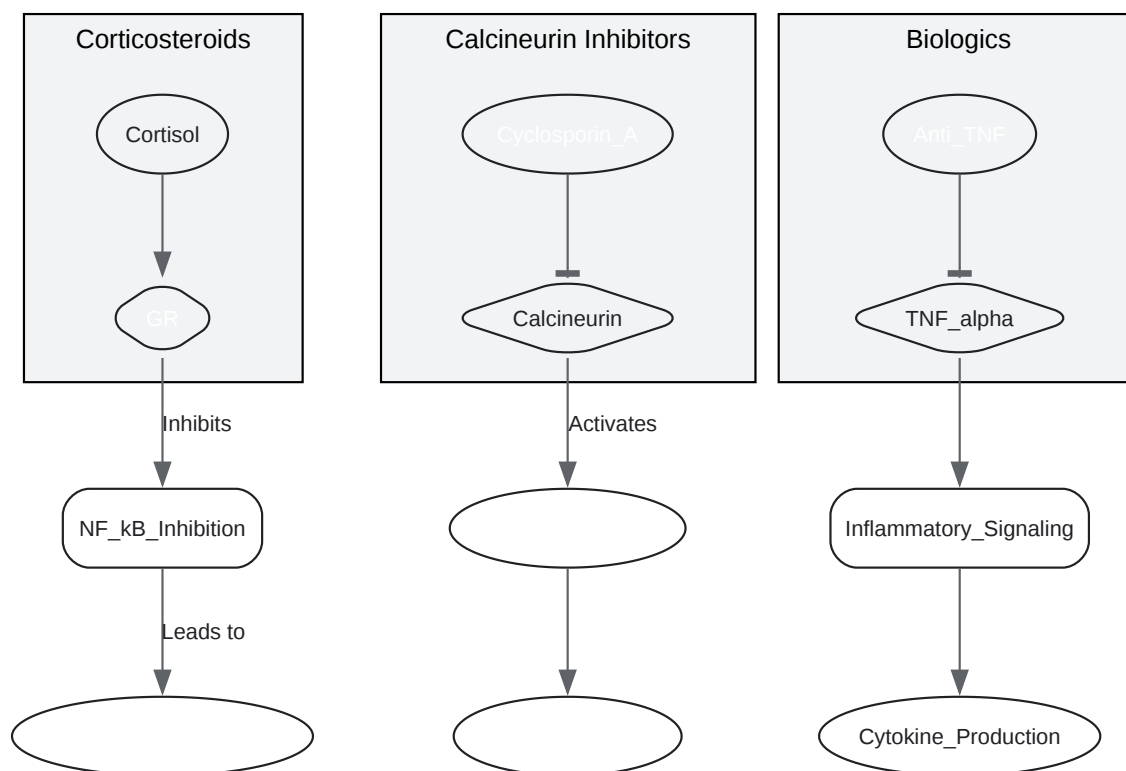 Corticosteroids
Calcineurin Inhibitors
Biologics
Cortisol
Cyclosporin_A
Anti_TNF
GR
Calcineurin
TNF_alpha
Inhibits
Activates
NF_kB_Inhibition
Inflammatory_Signaling
Leads to
Cytokine_Production